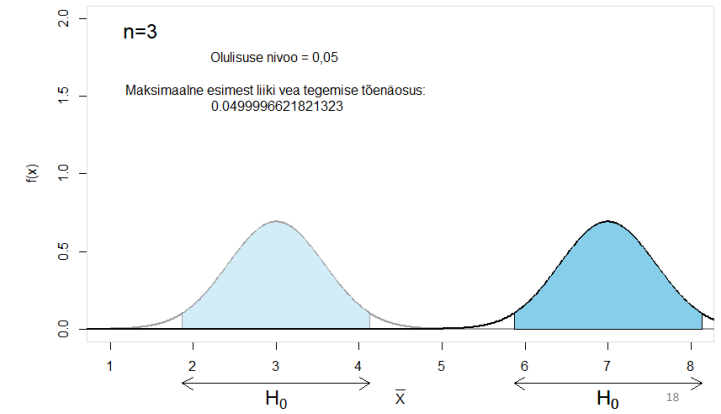 n=3
Olulisuse nivoo = 0,05
Maksimaalne esimest liiki vea tegemise tõenäosus:
0.0499996621821323
f(x)
2.0
1.5
1.0
0.5
0.0
1 2 3 4 5 6 7 8
H₀ x̅ H₀ 18